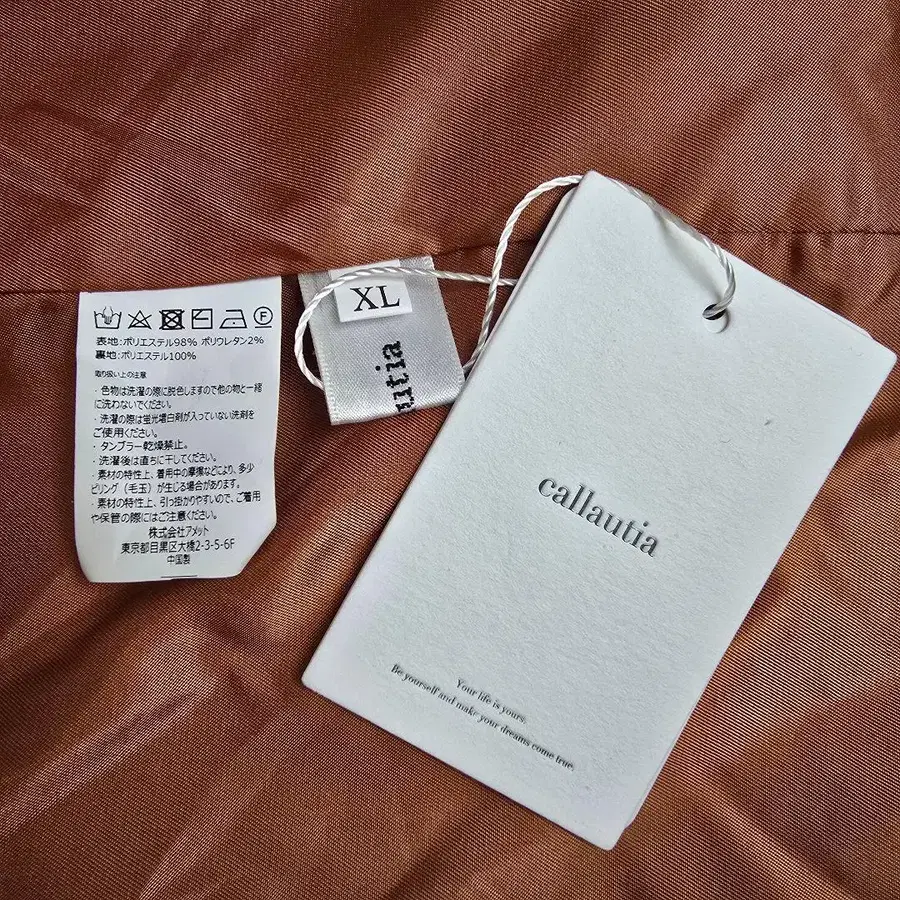 表地:ポリエステル98% ポリウレタン2%
裏地:ポリエステル100%
取り扱い上の注意
・色物は洗濯の際に脱色しますので他の物と一緒
に洗わないでください。
・洗濯の際は蛍光増白剤が入っていない洗剤を
ご使用ください。
・タンブラー乾燥禁止。
・洗濯後は直ちに干してください。
・素材の特性上、着用中の摩擦などにより、多少
ピリング(毛玉)が生じる場合があります。
・素材の特性上、引っ掛かりやすいので、ご着用
や保管の際にはご注意ください。
株式会社アメット
東京都目黒区大橋2-3-5-6F
中国製
XL
utia
callautia
Your life is yours.
Be yourself and make your dreams come true.